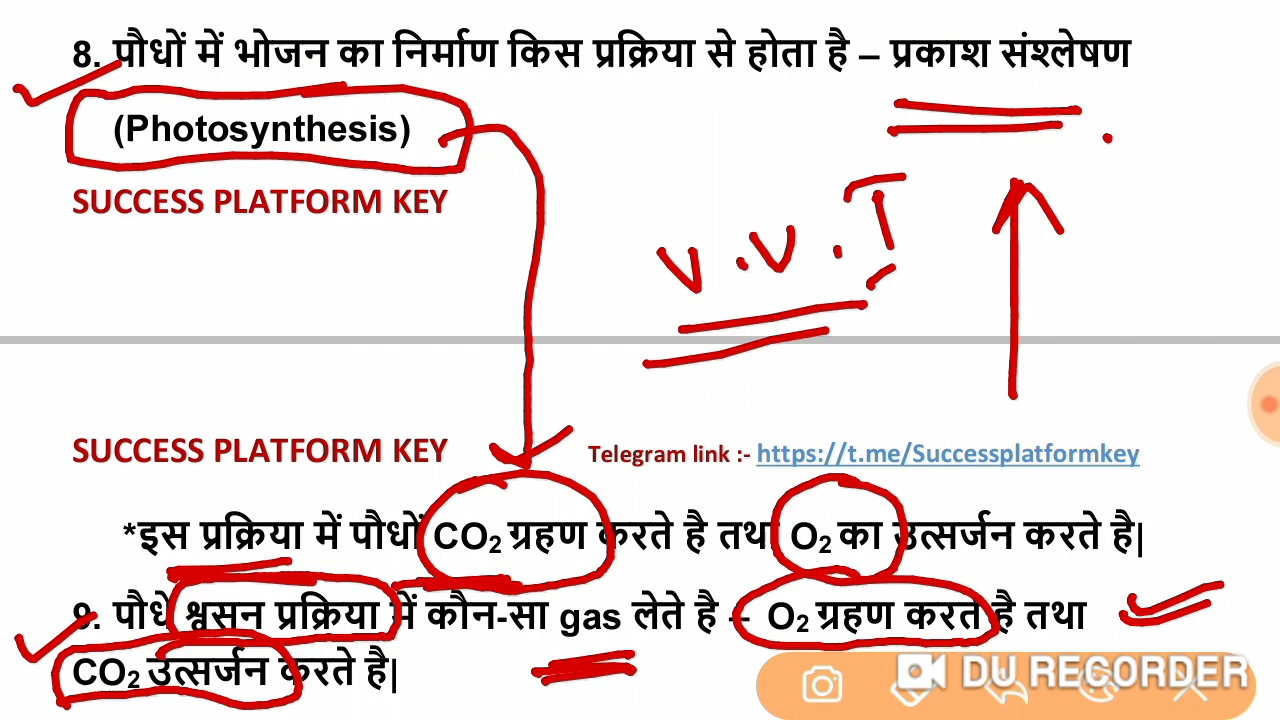 8. पौधों में भोजन का निर्माण किस प्रक्रिया से होता है – प्रकाश संश्लेषण
(Photosynthesis)
SUCCESS PLATFORM KEY
V.V.I
SUCCESS PLATFORM KEY Telegram link :- https://t.me/Successplatformkey
*इस प्रक्रिया में पौधों CO₂ ग्रहण करते है तथा O₂ का उत्सर्जन करते है|
9. पौधे श्वसन प्रक्रिया में कौन-सा gas लेते है – O₂ ग्रहण करते है तथा
CO₂ उत्सर्जन करते है|
DU RECORDER